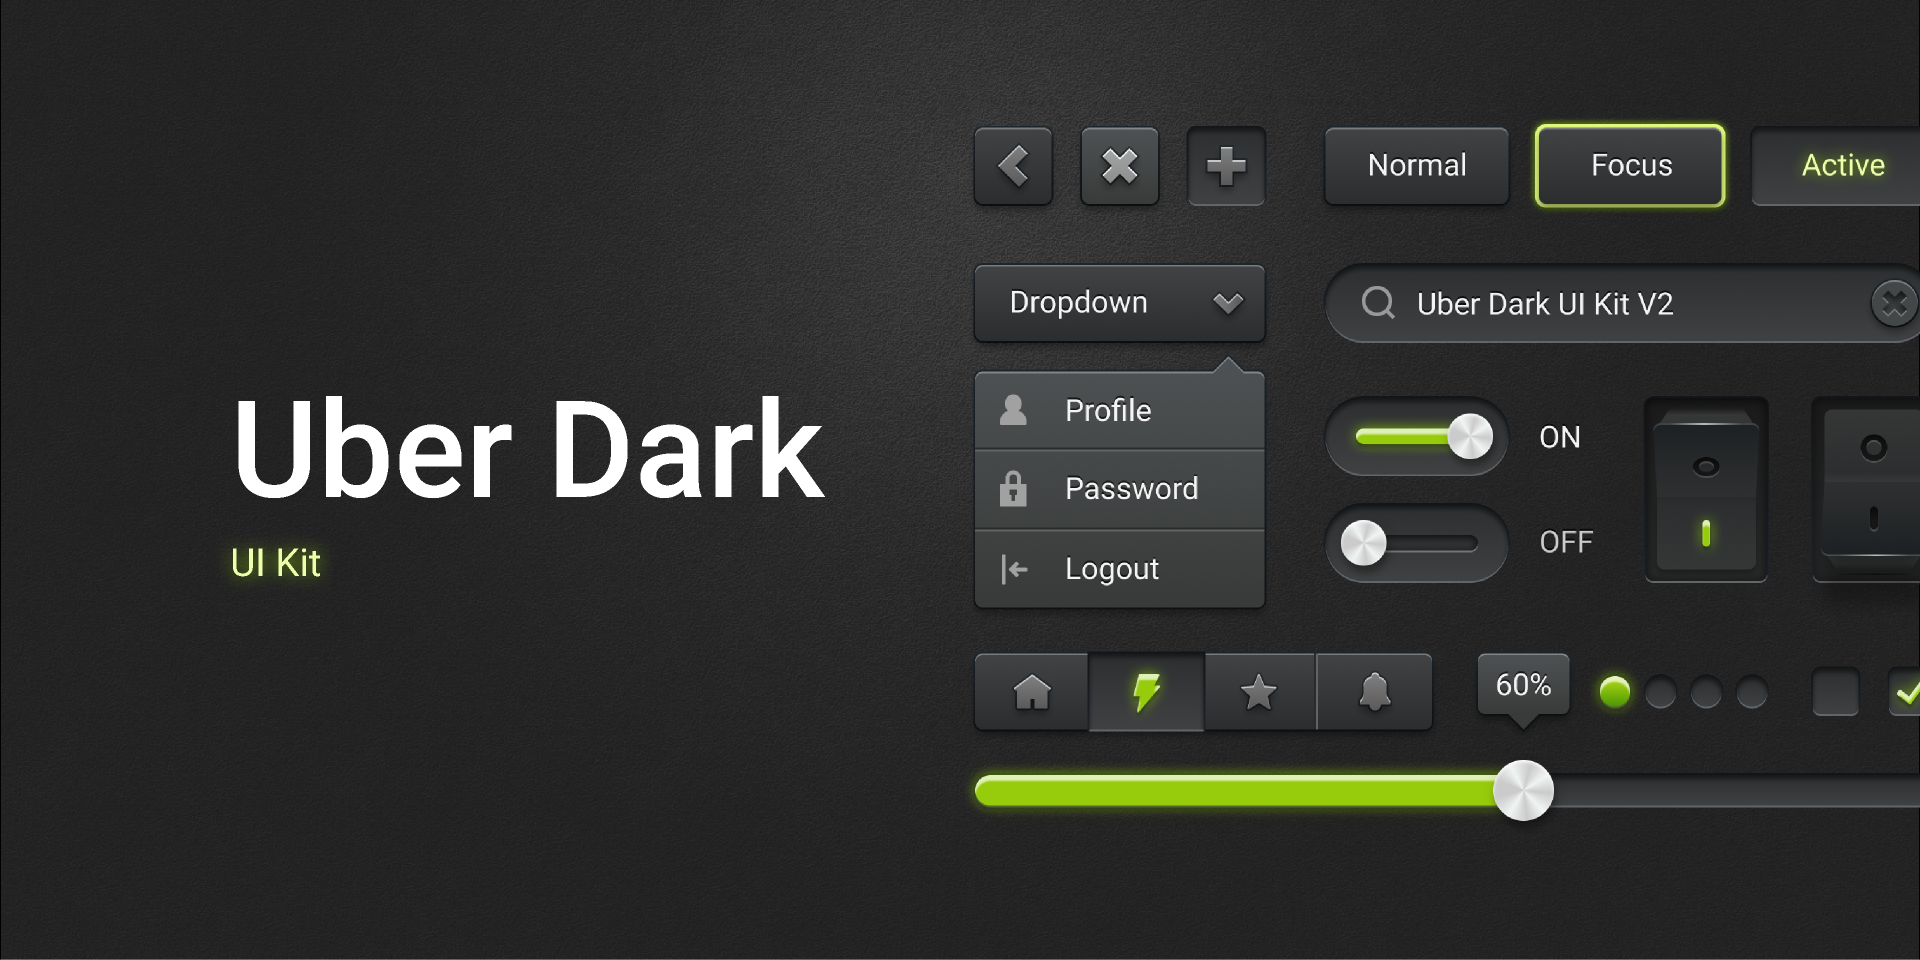 Uber Dark
UI Kit
Normal
Focus
Active
Dropdown
Uber Dark UI Kit V2
Profile
Password
Logout
ON
OFF
60%